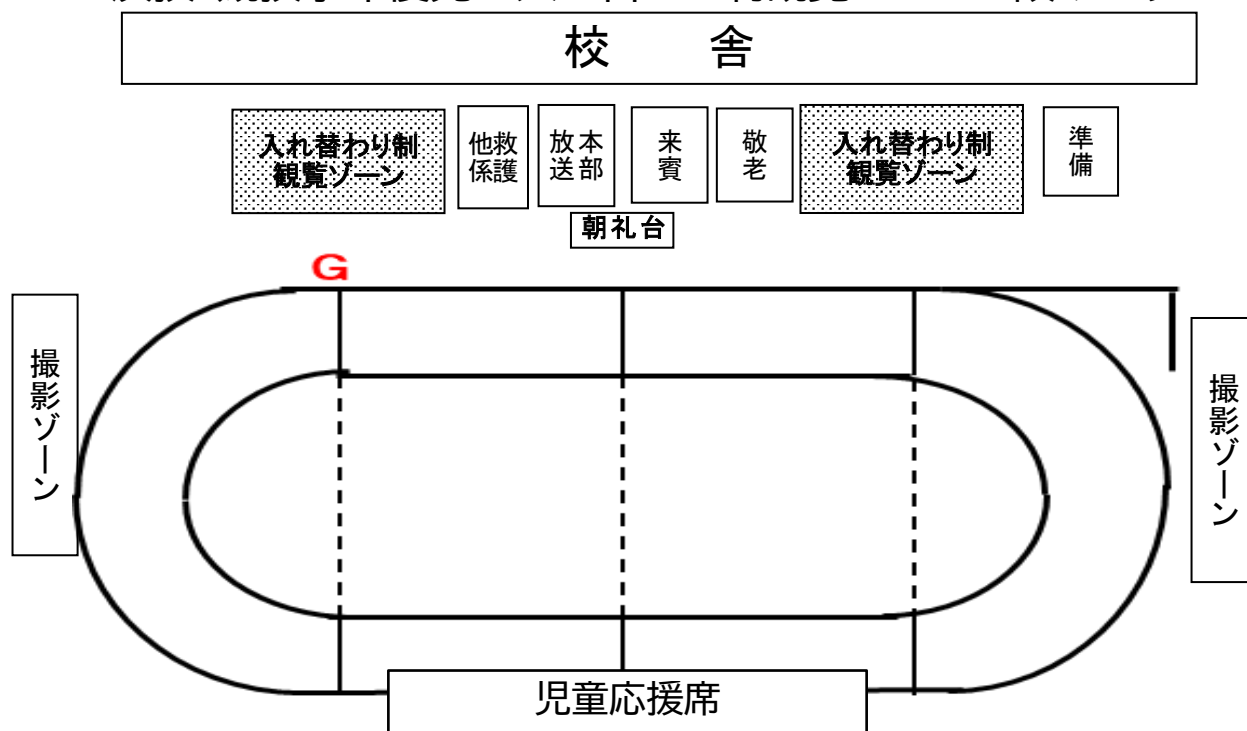 校 舎
入れ替わり制
観覧ゾーン
救護
他係
本部
放送
来賓
敬老
入れ替わり制
観覧ゾーン
準備
朝礼台
G
撮影ゾーン
撮影ゾーン
児童応援席